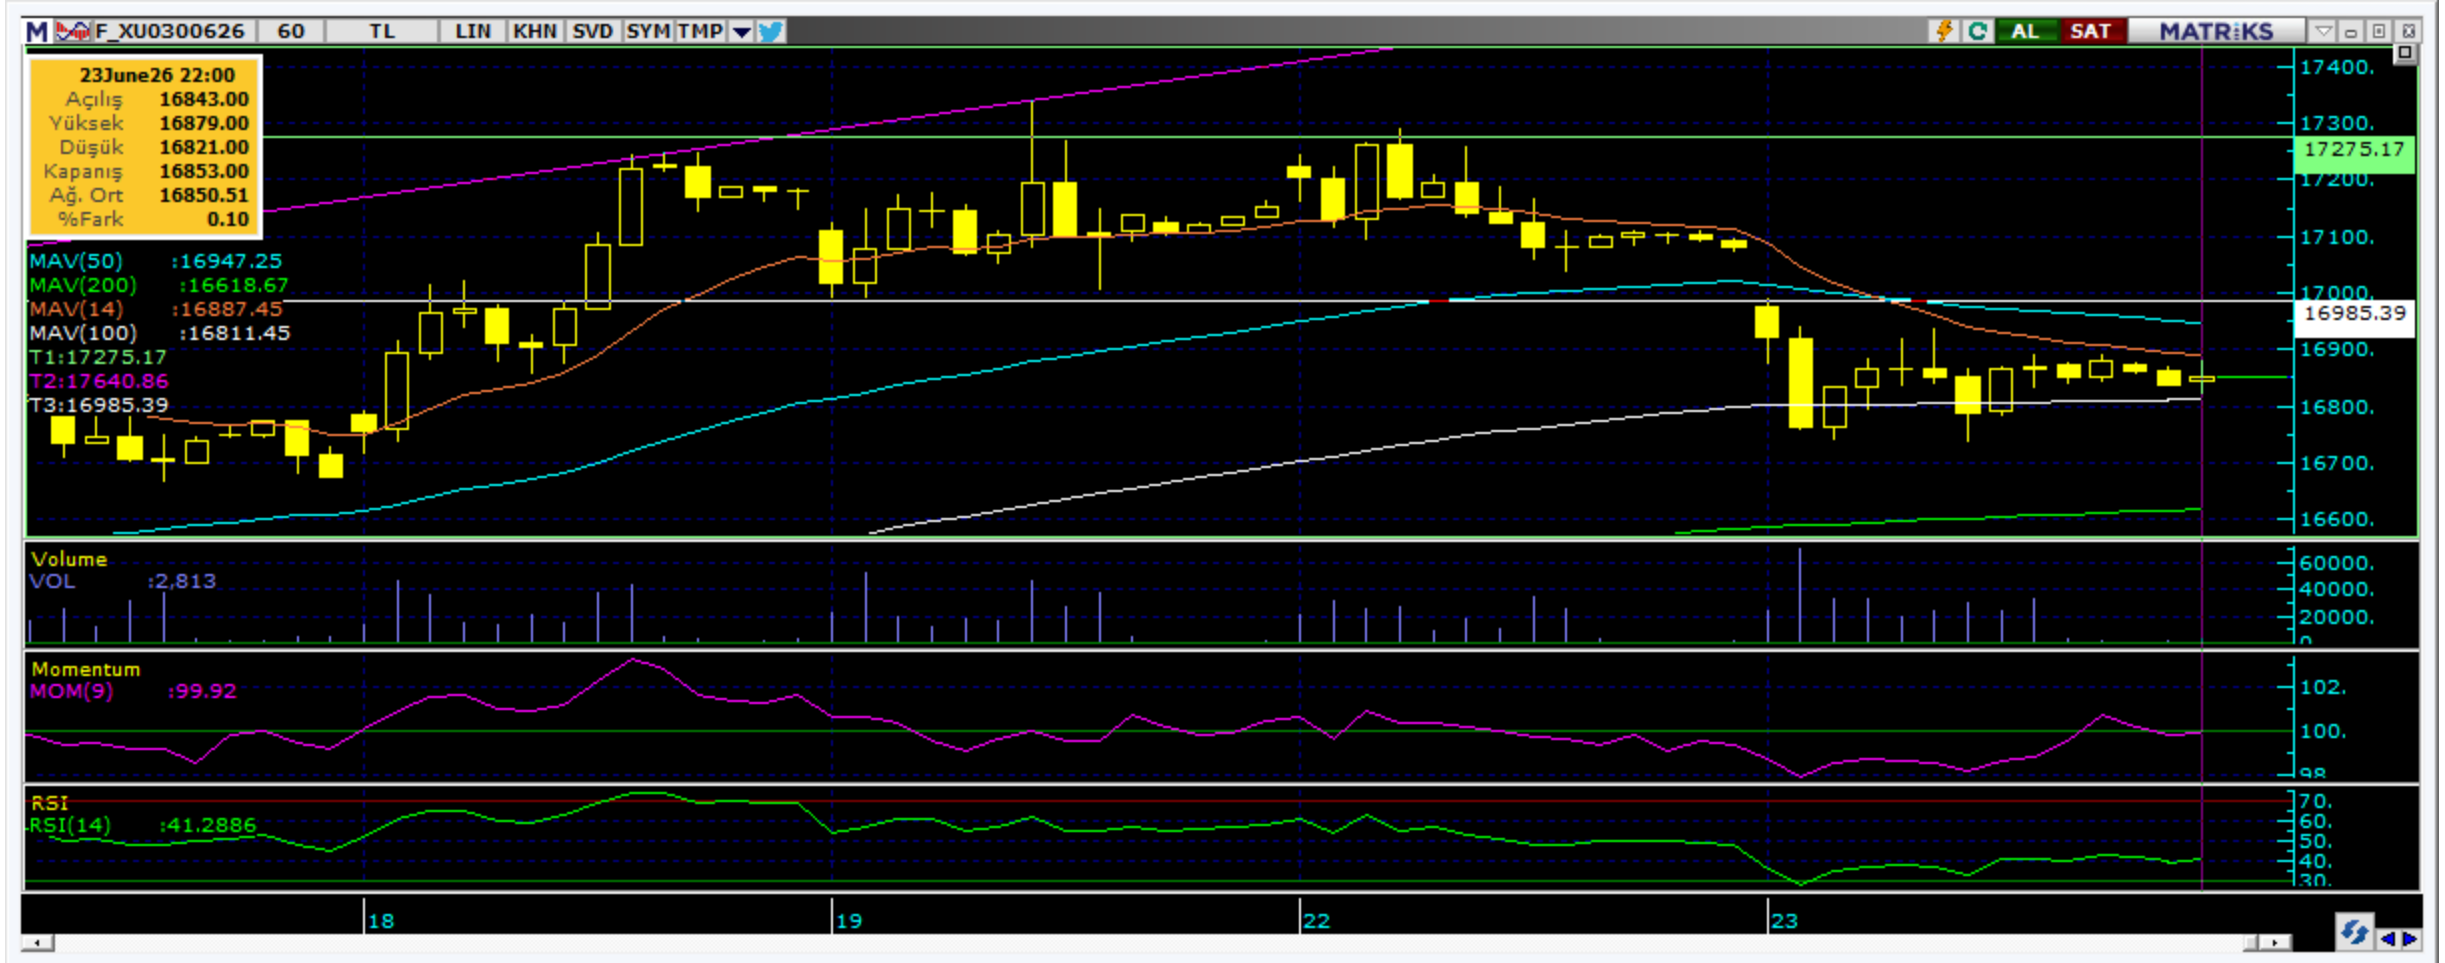 M F_XU0300626 60 TL LIN KHN SVD SYM TMP AL SAT MATRiKS
23June26 22:00
Açılış 16843.00
Yüksek 16879.00
Düşük 16821.00
Kapanış 16853.00
Ağ. Ort 16850.51
%Fark 0.10
MAV(50) :16947.25
MAV(200) :16618.67
MAV(14) :16887.45
MAV(100) :16811.45
T1:17275.17
T2:17640.86
T3:16985.39
17400.
17300.
17275.17
17200.
17100.
17000.
16985.39
16900.
16800.
16700.
16600.
Volume
VOL :2,813
60000.
40000.
20000.
0
Momentum
MOM(9) :99.92
102.
100.
98
RSI
RSI(14) :41.2886
70.
60.
50.
40.
30.
18 19 22 23